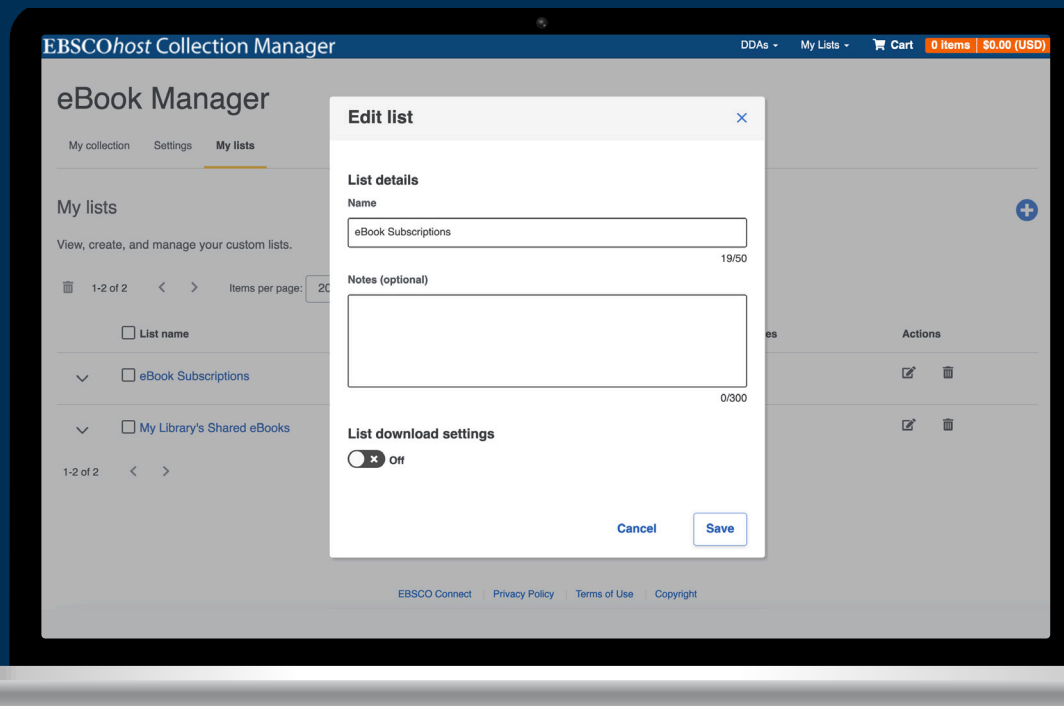 EBSCOhost Collection Manager
DDAs My Lists Cart 0 items $0.00 (USD)
eBook Manager
My collection Settings My lists
My lists
View, create, and manage your custom lists.
1-2 of 2 Items per page: 20
List name es Actions
eBook Subscriptions
My Library's Shared eBooks
1-2 of 2
Edit list
List details
Name
eBook Subscriptions
19/50
Notes (optional)
0/300
List download settings
Off
Cancel Save
EBSCO Connect Privacy Policy Terms of Use Copyright